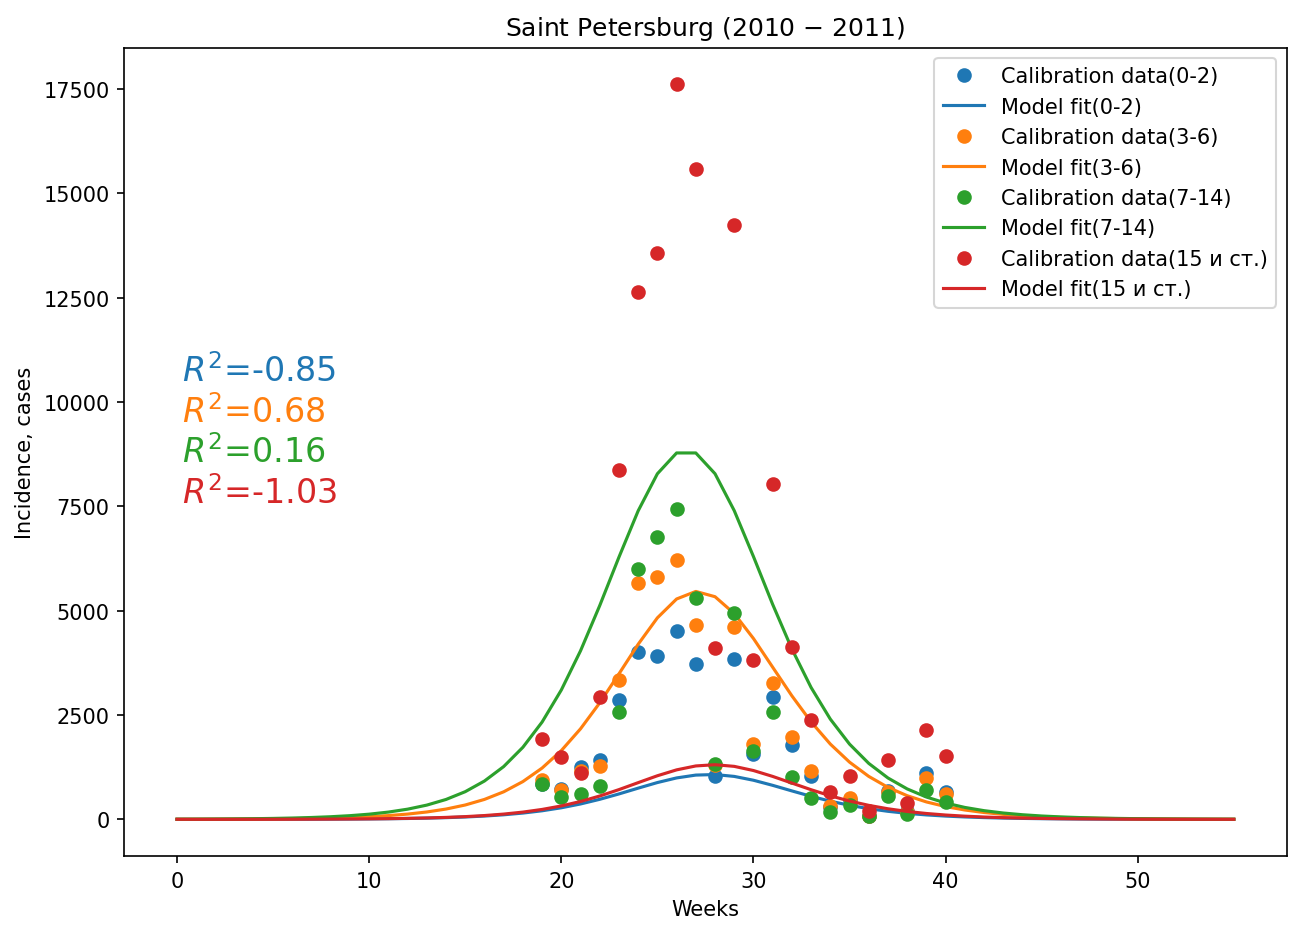 Saint Petersburg (2010 − 2011)
Calibration data(0-2)
Model fit(0-2)
Calibration data(3-6)
Model fit(3-6)
Calibration data(7-14)
Model fit(7-14)
Calibration data(15 и ст.)
Model fit(15 и ст.)
17500
15000
12500
10000
7500
5000
2500
0
Incidence, cases
R²=-0.85
R²=0.68
R²=0.16
R²=-1.03
0 10 20 30 40 50
Weeks